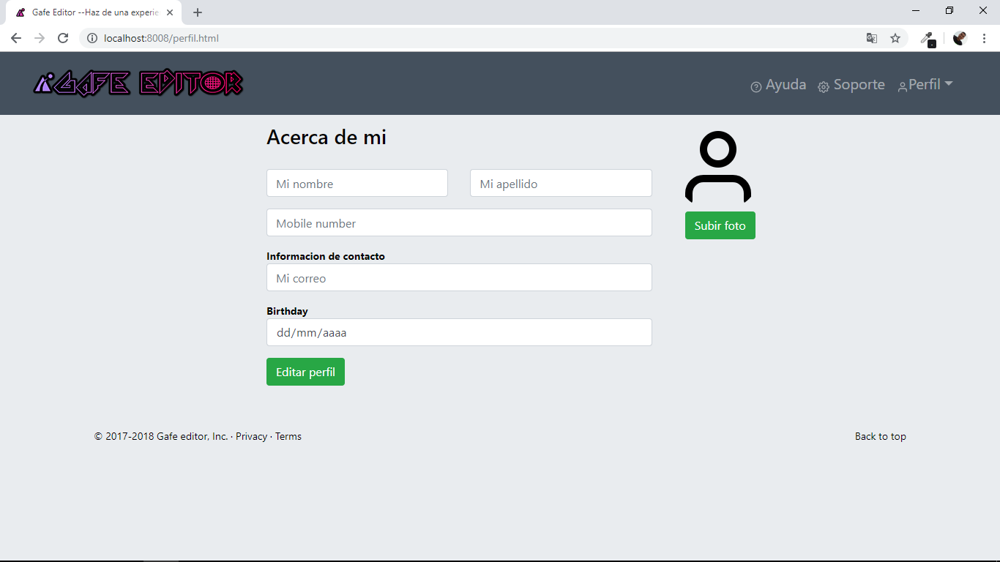 Gafe Editor --Haz de una experie
localhost:8008/perfil.html
GAFE EDITOR
Ayuda Soporte Perfil
Acerca de mi
Mi nombre Mi apellido
Mobile number
Subir foto
Informacion de contacto
Mi correo
Birthday
dd/mm/aaaa
Editar perfil
© 2017-2018 Gafe editor, Inc. · Privacy · Terms
Back to top